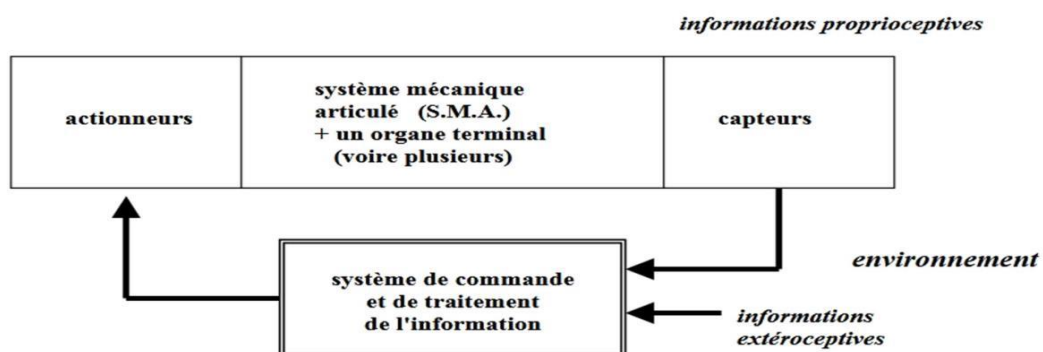 informations proprioceptives
actionneurs
système mécanique
articulé (S.M.A.)
+ un organe terminal
(voire plusieurs)
capteurs
système de commande
et de traitement
de l'information
environnement
informations
extéroceptives